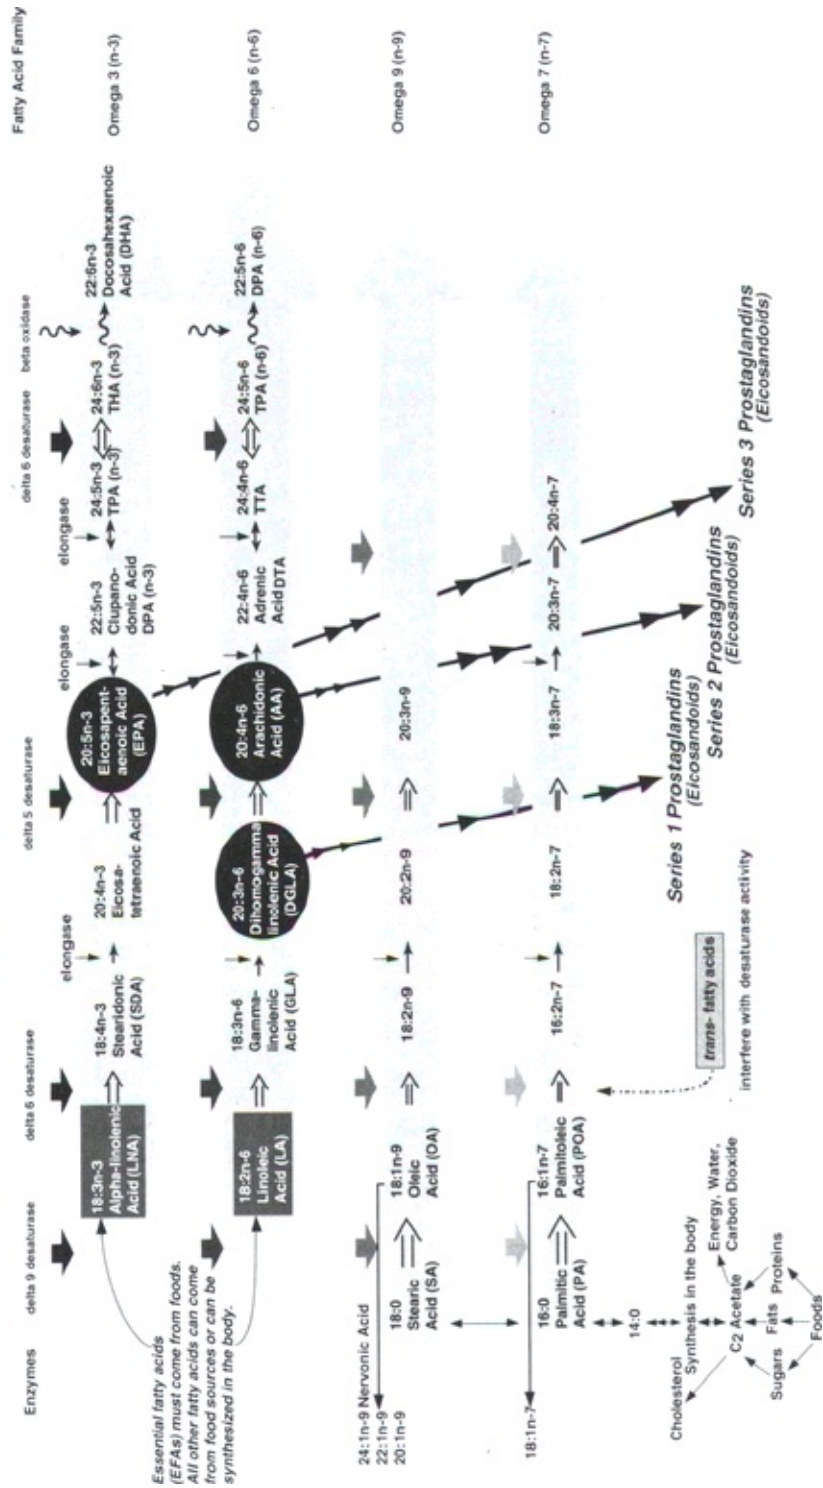 Enzymes
delta 9 desaturase
delta 6 desaturase
elongase
delta 5 desaturase
elongase
elongase
delta 6 desaturase
beta oxidase
Fatty Acid Family
Essential fatty acids
(EFAs) must come from foods.
All other fatty acids can come
from food sources or can be
synthesized in the body.
18:3n-3
Alpha-linolenic
Acid (LNA)
18:4n-3
Stearidonic
Acid (SDA)
20:4n-3
Eicosa-
tetraenoic Acid
20:5n-3
Eicosapent-
aenoic Acid
(EPA)
22:5n-3
Clupano-
donic Acid
DPA (n-3)
24:5n-3
TPA (n-3)
24:6n-3
THA (n-3)
22:6n-3
Docosahexaenoic
Acid (DHA)
Omega 3 (n-3)
18:2n-6
Linoleic
Acid (LA)
18:3n-6
Gamma-
linolenic
Acid (GLA)
20:3n-6
Dihomogamma
linolenic Acid
(DGLA)
20:4n-6
Arachidonic
Acid (AA)
22:4n-6
Adrenic
Acid DTA
24:4n-6
TTA
24:5n-6
TPA (n-6)
22:5n-6
DPA (n-6)
Omega 6 (n-6)
24:1n-9 Nervonic Acid
22:1n-9
20:1n-9
18:0
Stearic
Acid (SA)
18:1n-9
Oleic
Acid (OA)
18:2n-9
20:2n-9
20:3n-9
Omega 9 (n-9)
18:1n-7
16:0
Palmitic
Acid (PA)
16:1n-7
Palmitoleic
Acid (POA)
16:2n-7
18:2n-7
18:3n-7
20:3n-7
20:4n-7
Omega 7 (n-7)
14:0
Synthesis in the body
Cholesterol
C2 Acetate
Energy, Water,
Carbon Dioxide
Sugars
Fats
Proteins
Foods
trans- fatty acids
interfere with desaturase activity
Series 1 Prostaglandins
(Eicosandoids)
Series 2 Prostaglandins
(Eicosandoids)
Series 3 Prostaglandins
(Eicosandoids)